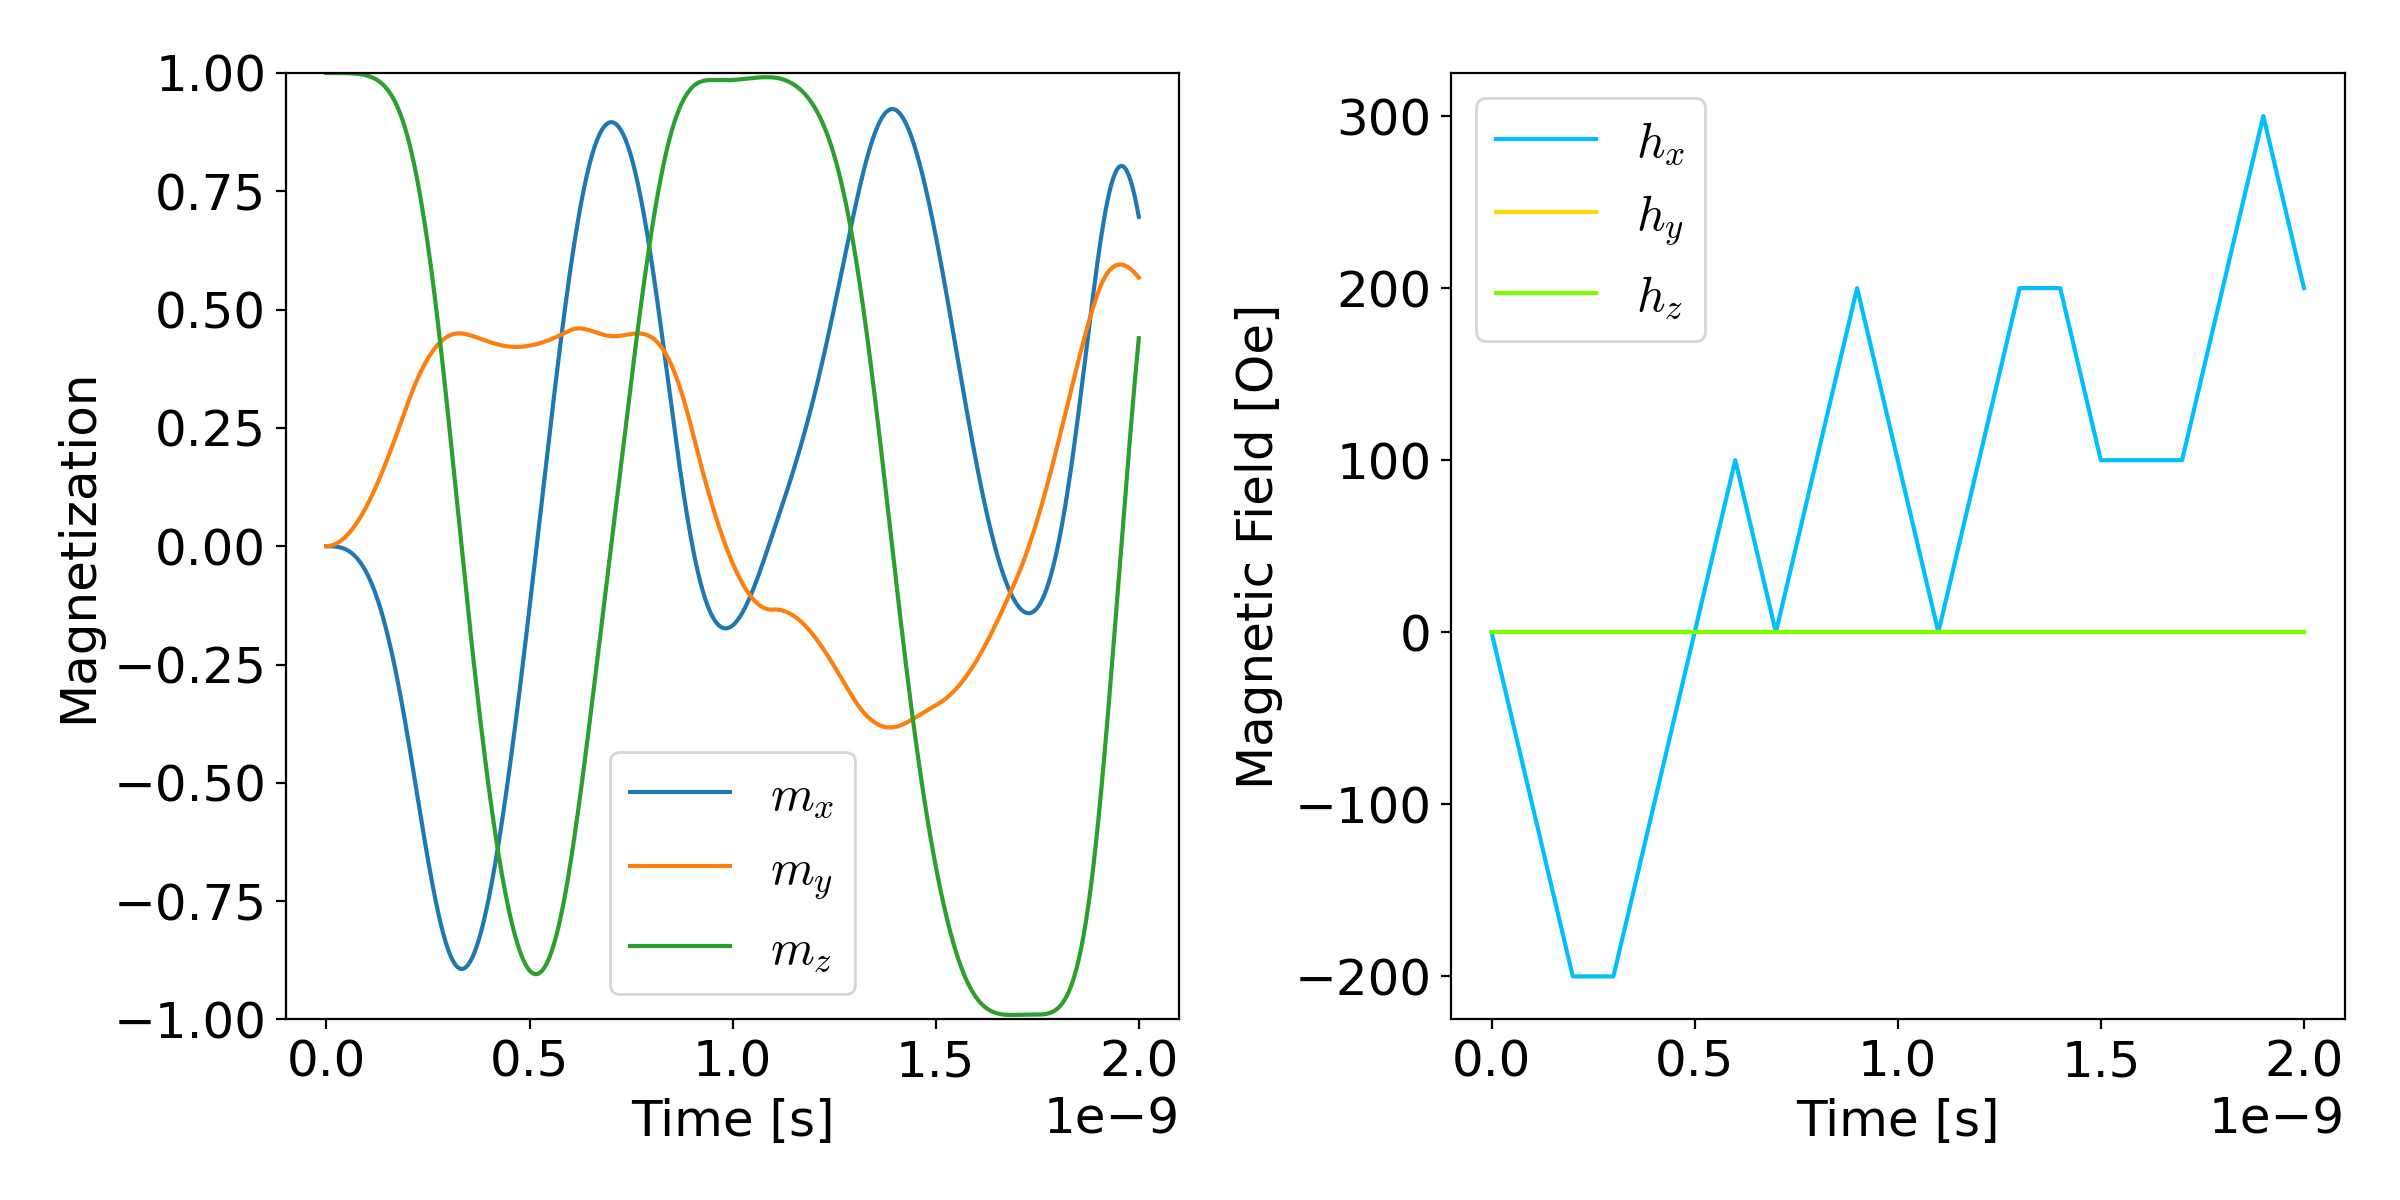 1.00
0.75
0.50
0.25
0.00
−0.25
−0.50
−0.75
−1.00
Magnetization
m_x
m_y
m_z
0.0 0.5 1.0 1.5 2.0
Time [s]
1e−9
300
200
100
0
−100
−200
Magnetic Field [Oe]
h_x
h_y
h_z
0.0 0.5 1.0 1.5 2.0
Time [s]
1e−9